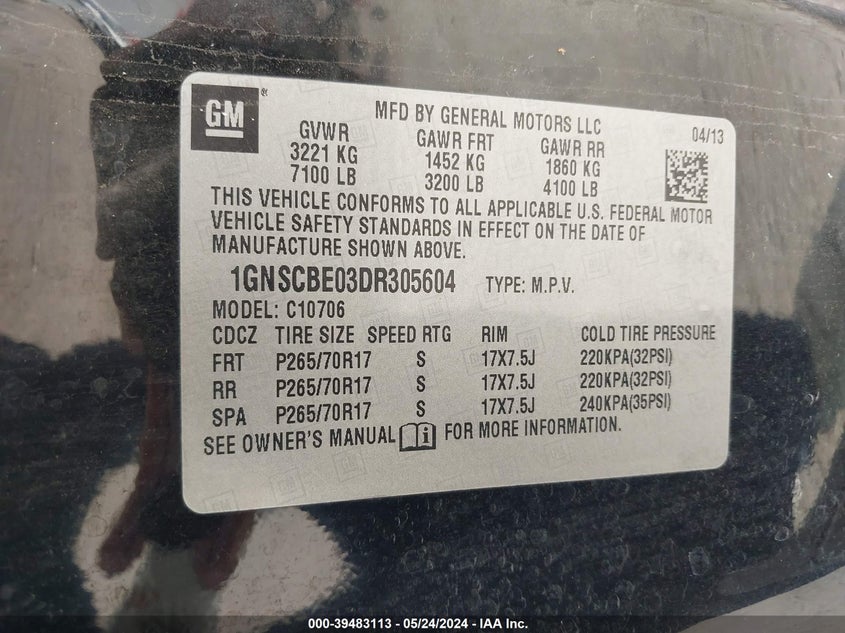 GM®
MFD BY GENERAL MOTORS LLC
04/13
GVWR GAWR FRT GAWR RR
3221 KG 1452 KG 1860 KG
7100 LB 3200 LB 4100 LB
THIS VEHICLE CONFORMS TO ALL APPLICABLE U.S. FEDERAL MOTOR
VEHICLE SAFETY STANDARDS IN EFFECT ON THE DATE OF
MANUFACTURE SHOWN ABOVE.
1GNSCBE03DR305604 TYPE: M.P.V.
MODEL: C10706
CDCZ TIRE SIZE SPEED RTG RIM COLD TIRE PRESSURE
FRT P265/70R17 S 17X7.5J 220KPA(32PSI)
RR P265/70R17 S 17X7.5J 220KPA(32PSI)
SPA P265/70R17 S 17X7.5J 240KPA(35PSI)
SEE OWNER'S MANUAL FOR MORE INFORMATION.
000-39483113 - 05/24/2024 - IAA Inc.